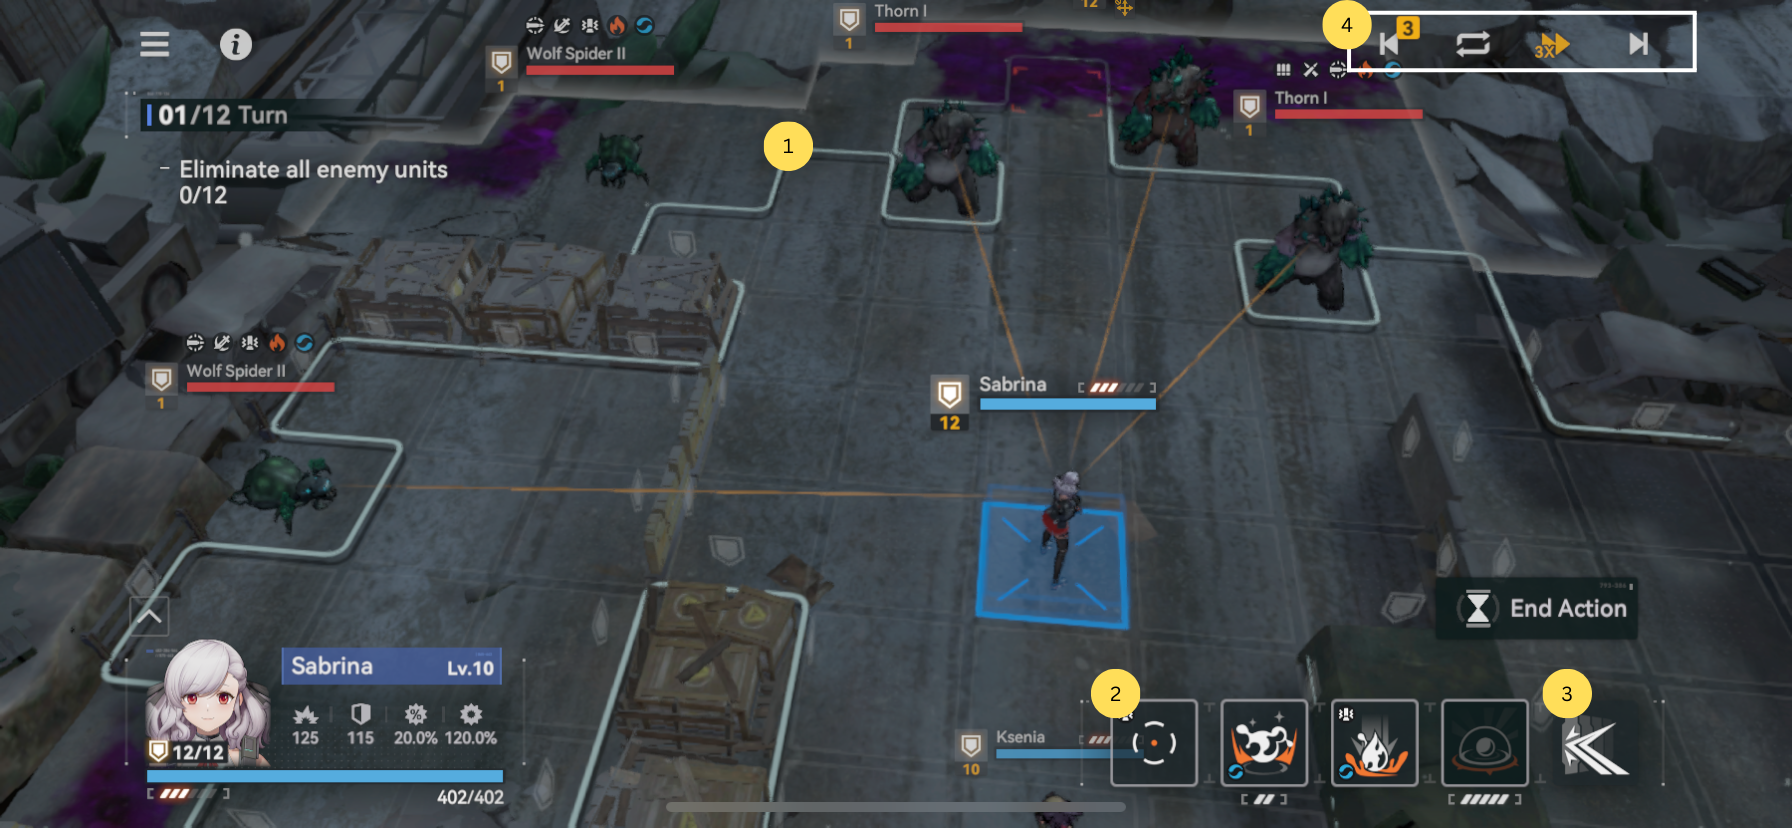 4
3
3X
Thorn I
1
12
Wolf Spider II
1
Thorn I
1
01/12 Turn
1
– Eliminate all enemy units
0/12
Wolf Spider II
1
Sabrina
12
End Action
Sabrina
Lv.10
125
115
20.0%
120.0%
12/12
402/402
2
3
Ksenia
10